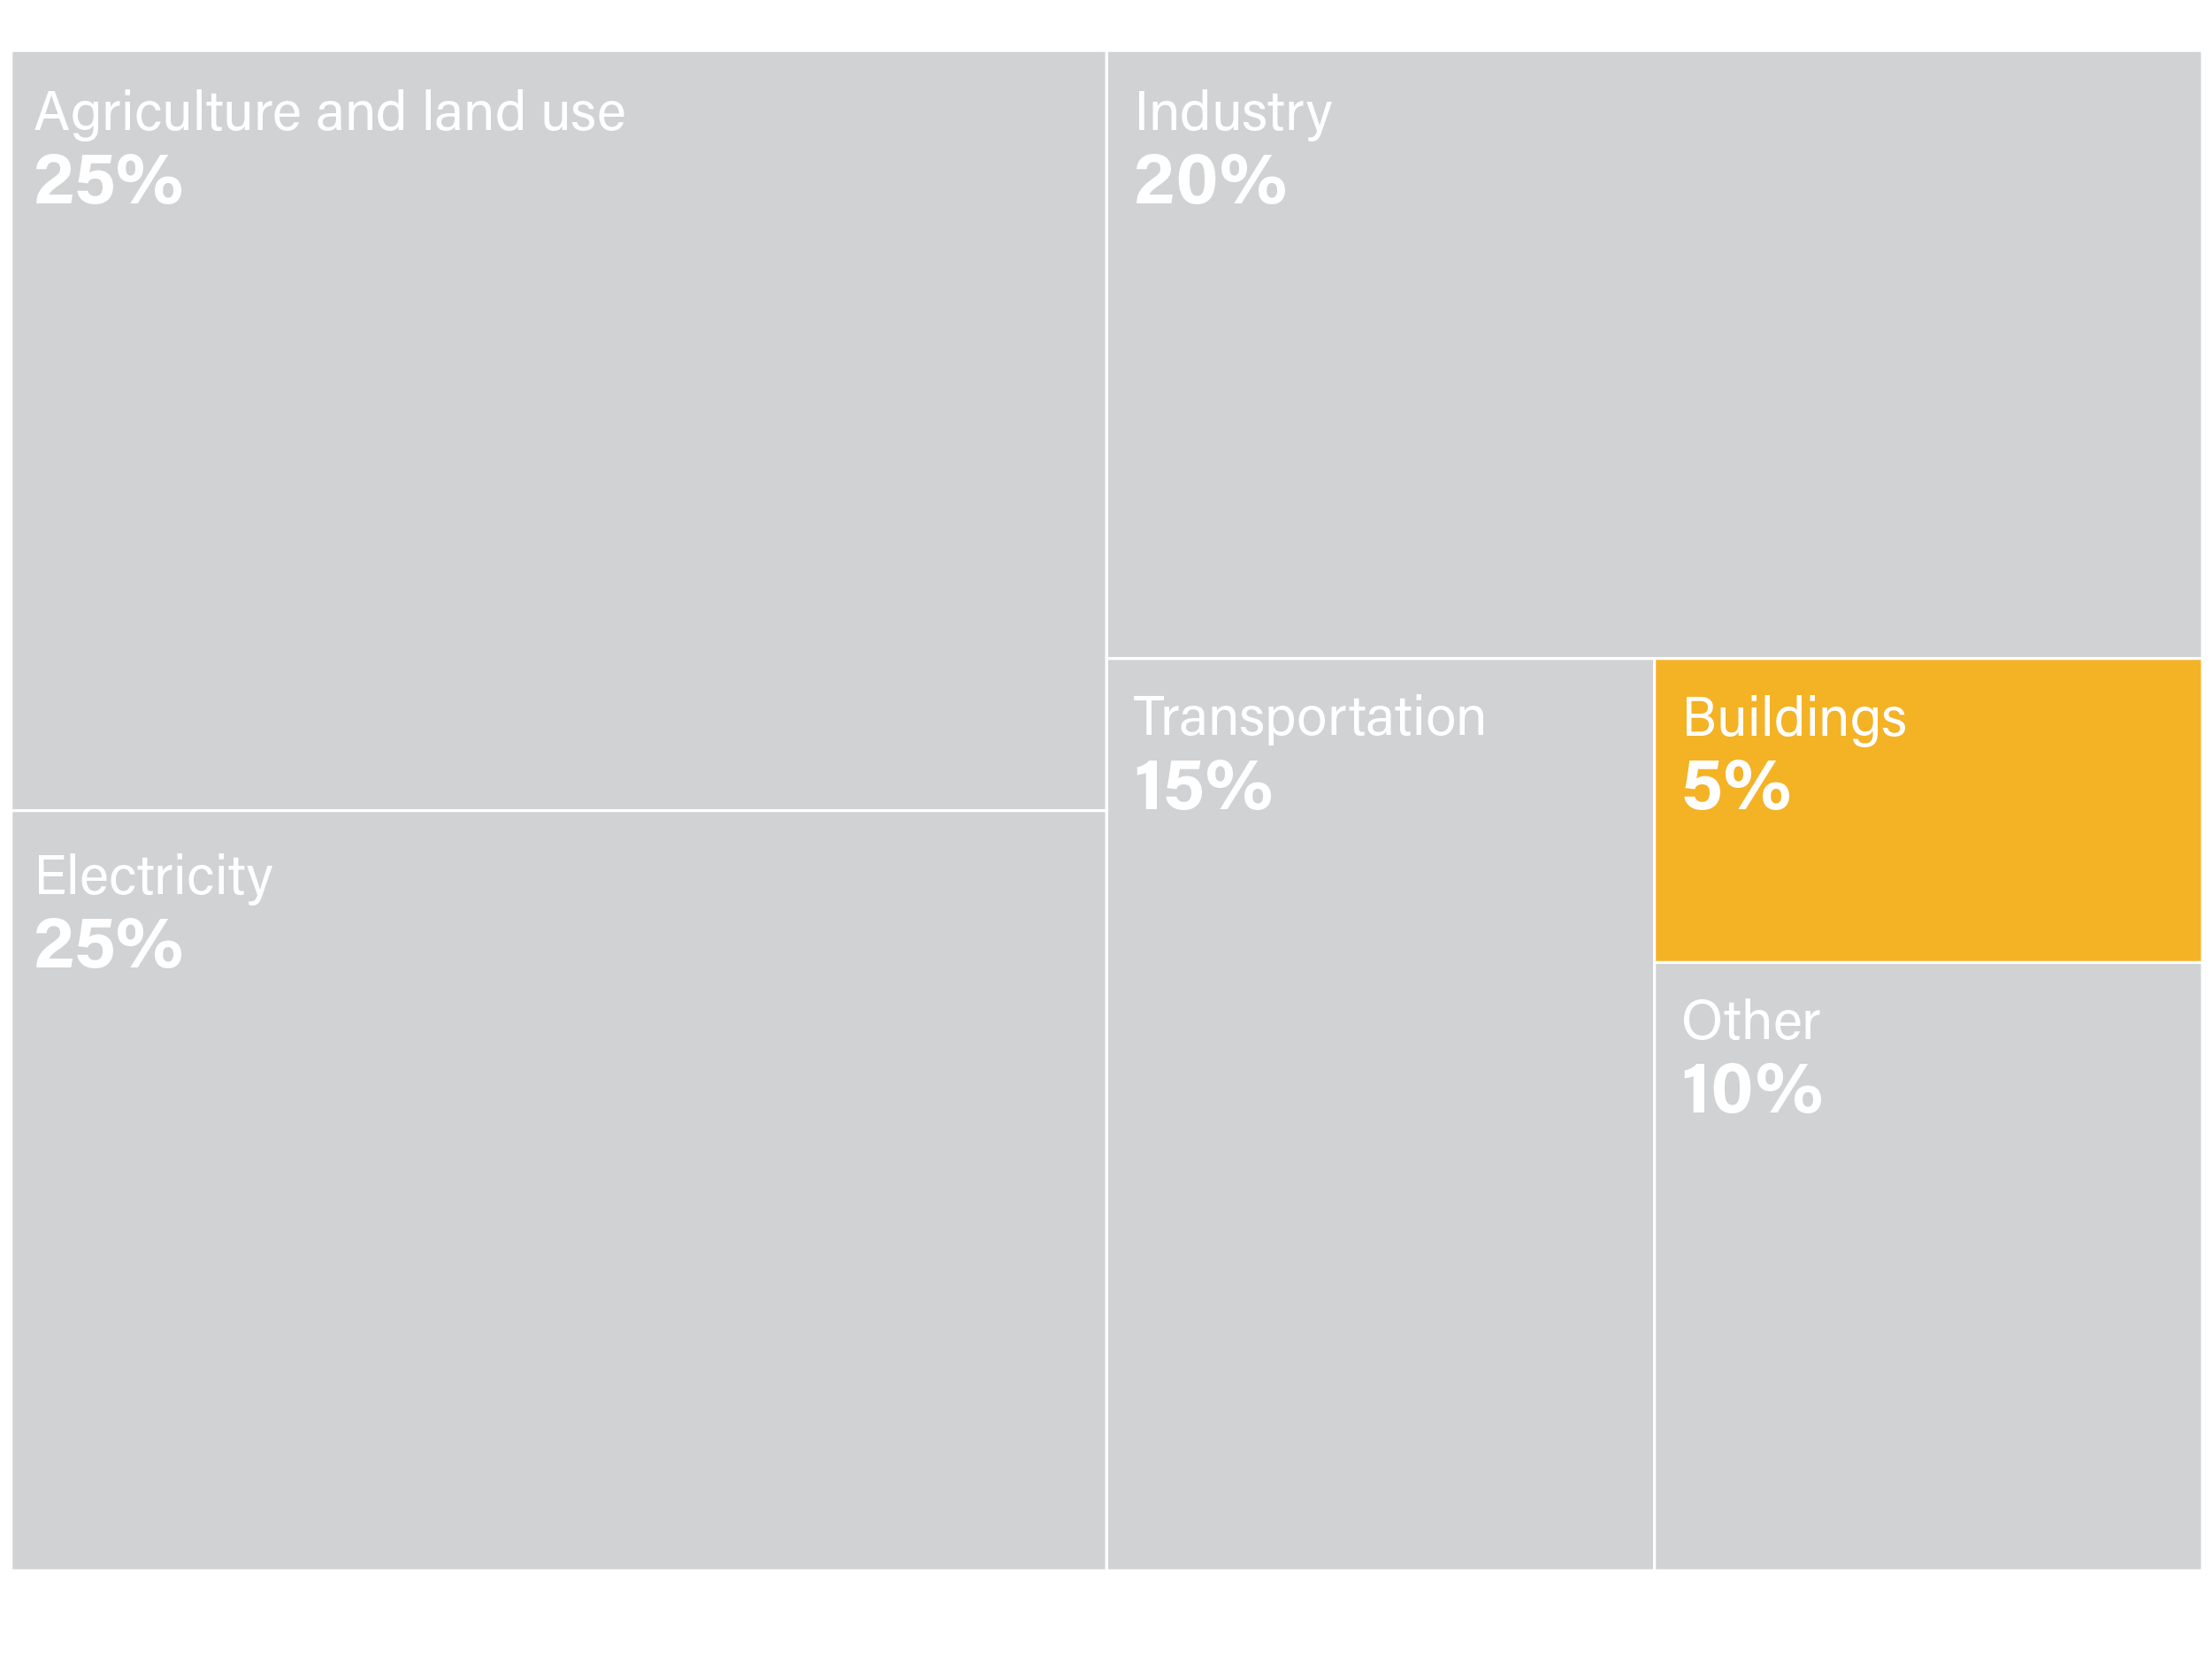 Agriculture and land use
25%
Industry
20%
Transportation
15%
Buildings
5%
Electricity
25%
Other
10%